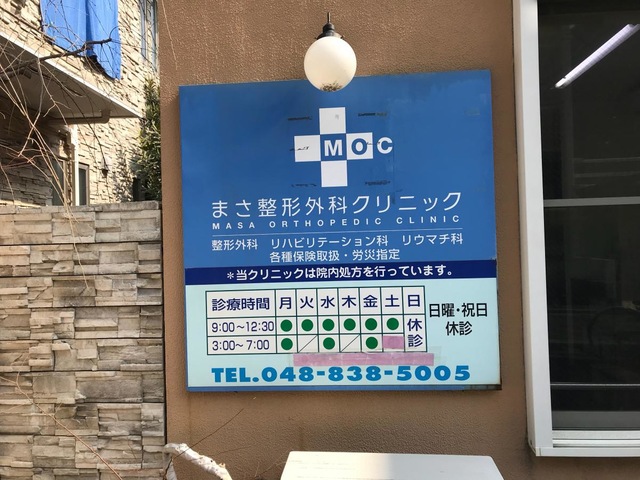 MOC
まさ整形外科クリニック
MASA ORTHOPEDIC CLINIC
整形外科 リハビリテーション科 リウマチ科
各種保険取扱・労災指定
*当クリニックは院内処方を行っています。
診療時間 月 火 水 木 金 土 日
9:00～12:30 ● ● ● ● ● ● 休診
3:00～7:00 ● ／ ● ／ ●
日曜・祝日
休診
TEL.048-838-5005